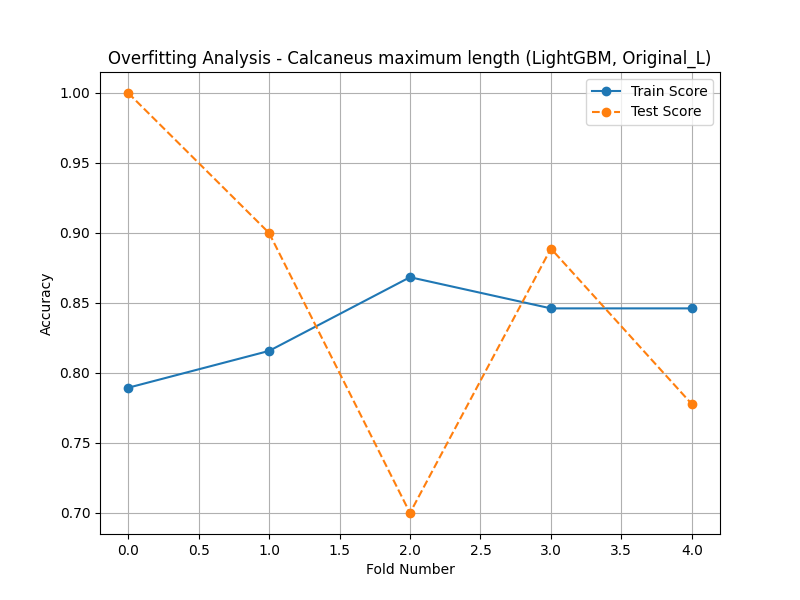 Overfitting Analysis - Calcaneus maximum length (LightGBM, Original_L)
Train Score
Test Score
1.00
0.95
0.90
0.85
0.80
0.75
0.70
Accuracy
0.0 0.5 1.0 1.5 2.0 2.5 3.0 3.5 4.0
Fold Number